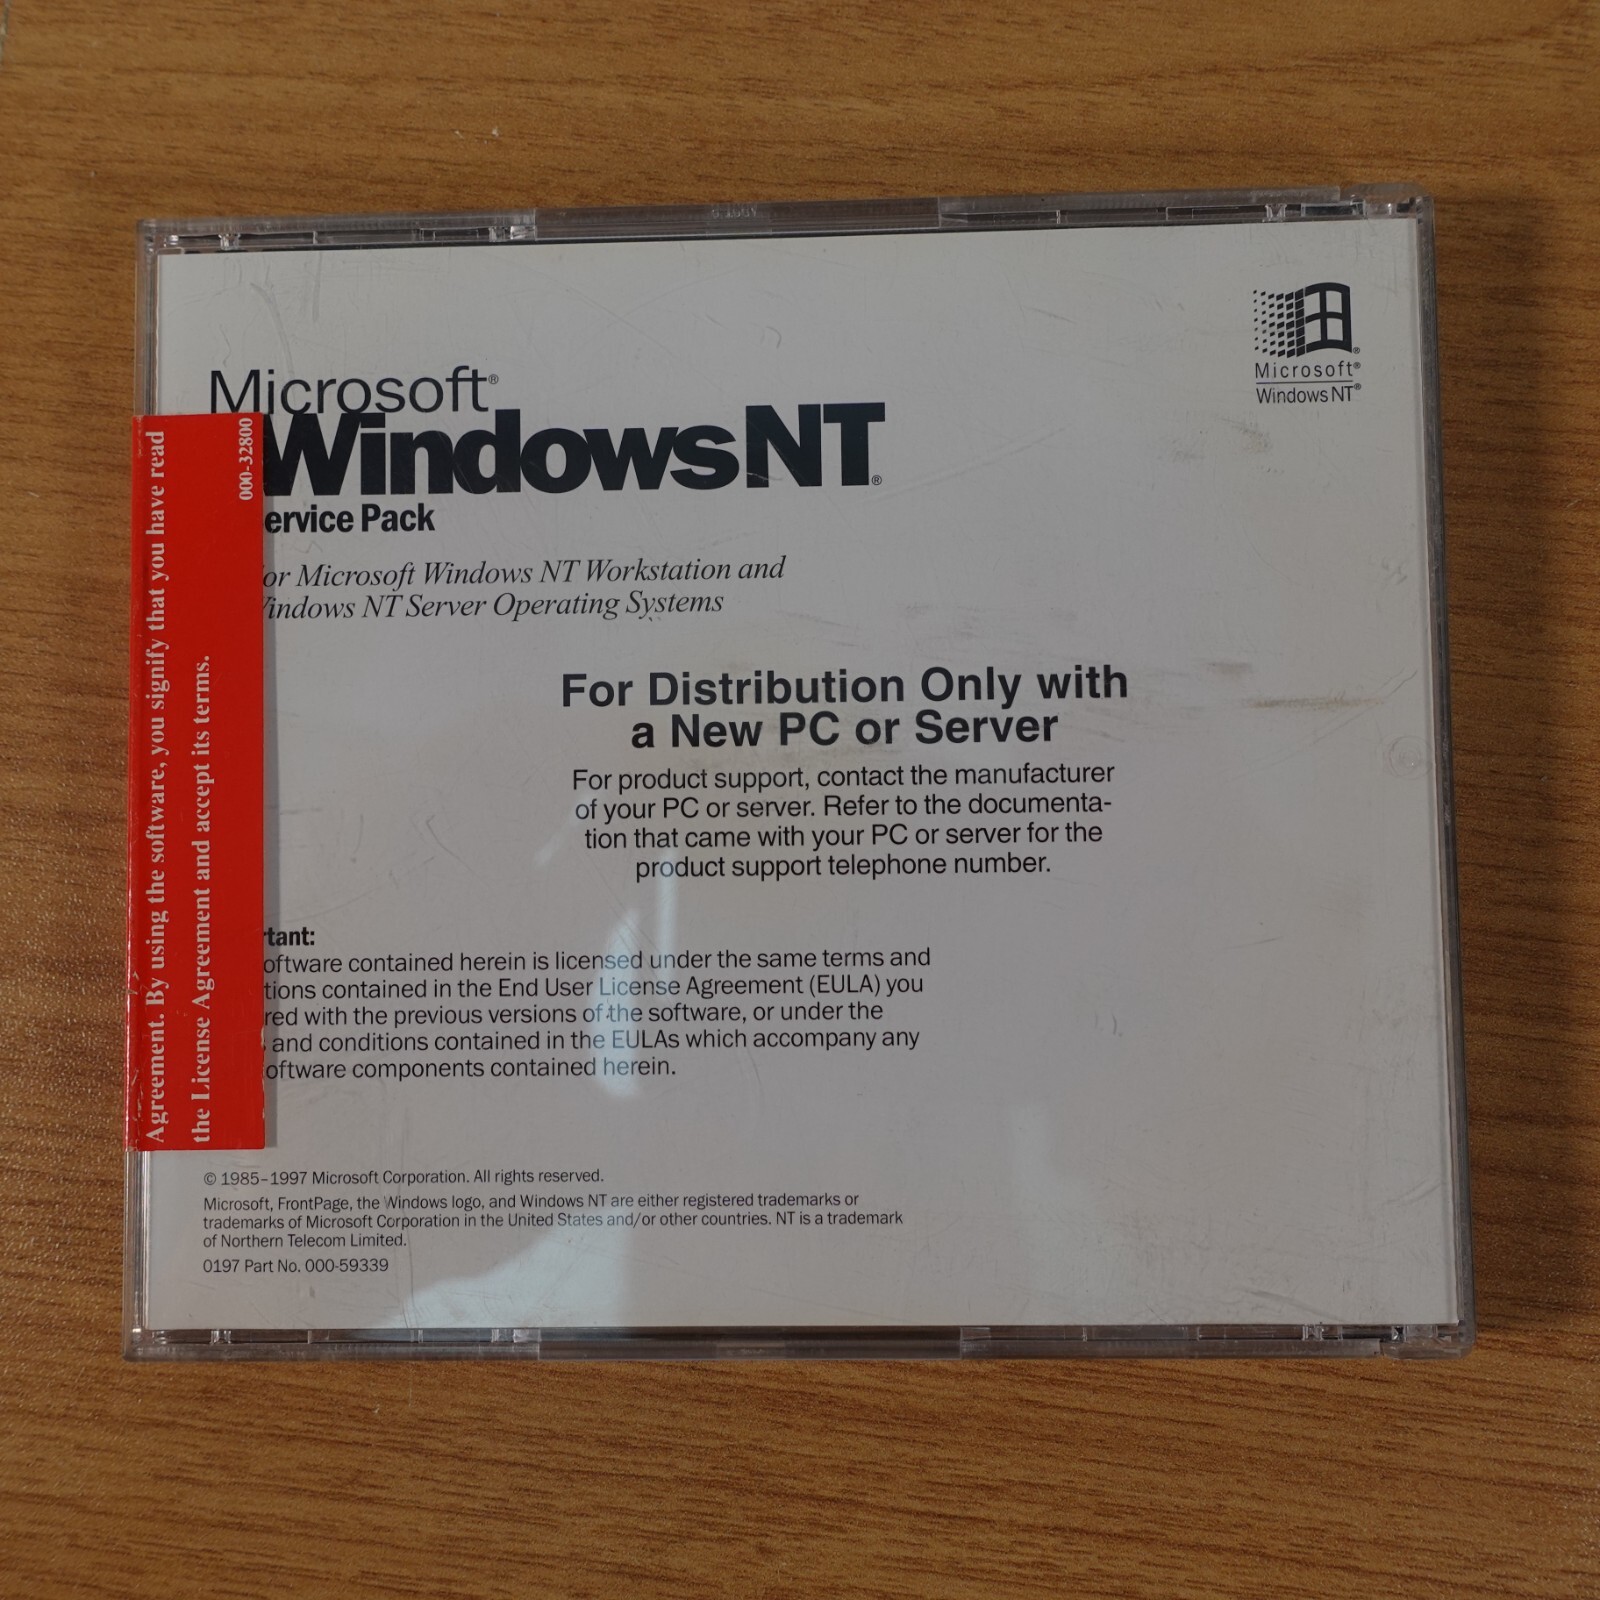 Microsoft®
Windows NT®
Microsoft®
Windows NT®
ervice Pack
or Microsoft Windows NT Workstation and
indows NT Server Operating Systems
For Distribution Only with
a New PC or Server
For product support, contact the manufacturer
of your PC or server. Refer to the documenta-
tion that came with your PC or server for the
product support telephone number.
tant:
oftware contained herein is licensed under the same terms and
tions contained in the End User License Agreement (EULA) you
red with the previous versions of the software, or under the
and conditions contained in the EULAs which accompany any
oftware components contained herein.
© 1985–1997 Microsoft Corporation. All rights reserved.
Microsoft, FrontPage, the Windows logo, and Windows NT are either registered trademarks or
trademarks of Microsoft Corporation in the United States and/or other countries. NT is a trademark
of Northern Telecom Limited.
0197 Part No. 000-59339
Agreement. By using the software, you signify that you have read
the License Agreement and accept its terms.
000-32800